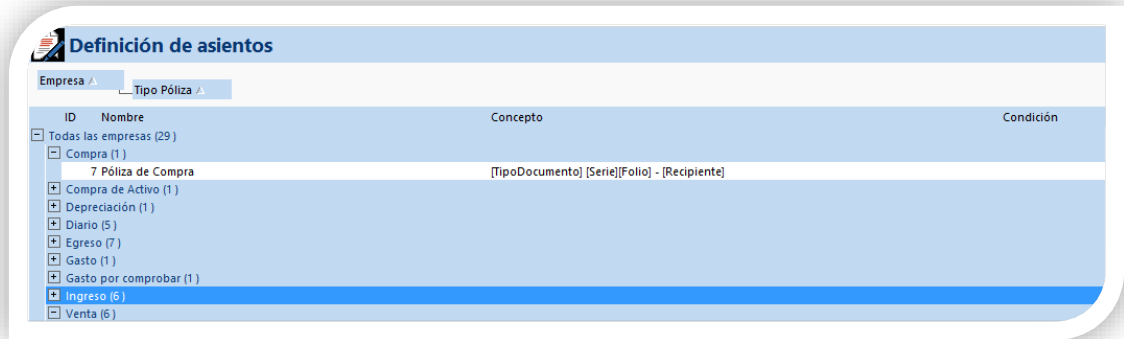 Definición de asientos
Empresa
Tipo Póliza
ID Nombre Concepto Condición
Todas las empresas (29 )
Compra (1 )
7 Póliza de Compra [TipoDocumento] [Serie][Folio] - [Recipiente]
Compra de Activo (1 )
Depreciación (1 )
Diario (5 )
Egreso (7 )
Gasto (1 )
Gasto por comprobar (1 )
Ingreso (6 )
Venta (6 )